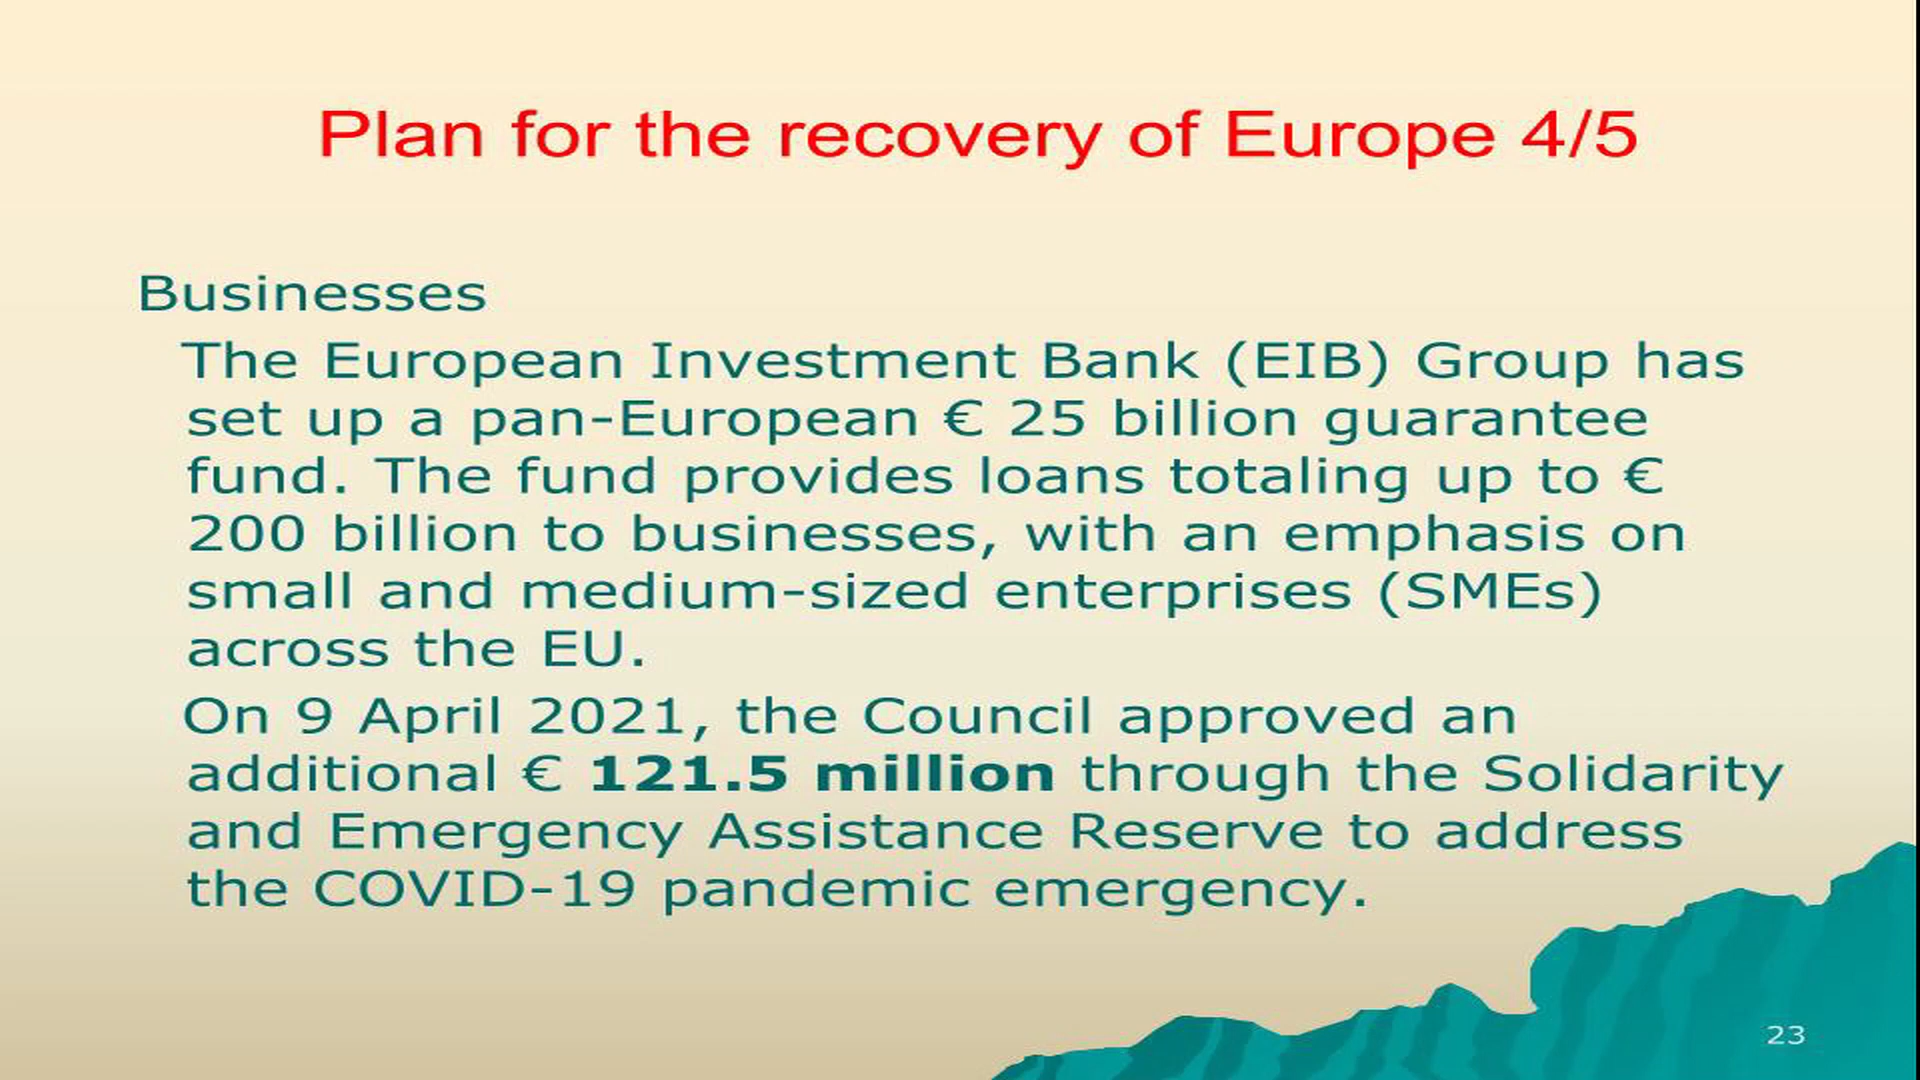 Plan for the recovery of Europe 4/5
Businesses
The European Investment Bank (EIB) Group has
set up a pan-European € 25 billion guarantee
fund. The fund provides loans totaling up to €
200 billion to businesses, with an emphasis on
small and medium-sized enterprises (SMEs)
across the EU.
On 9 April 2021, the Council approved an
additional € 121.5 million through the Solidarity
and Emergency Assistance Reserve to address
the COVID-19 pandemic emergency.
23